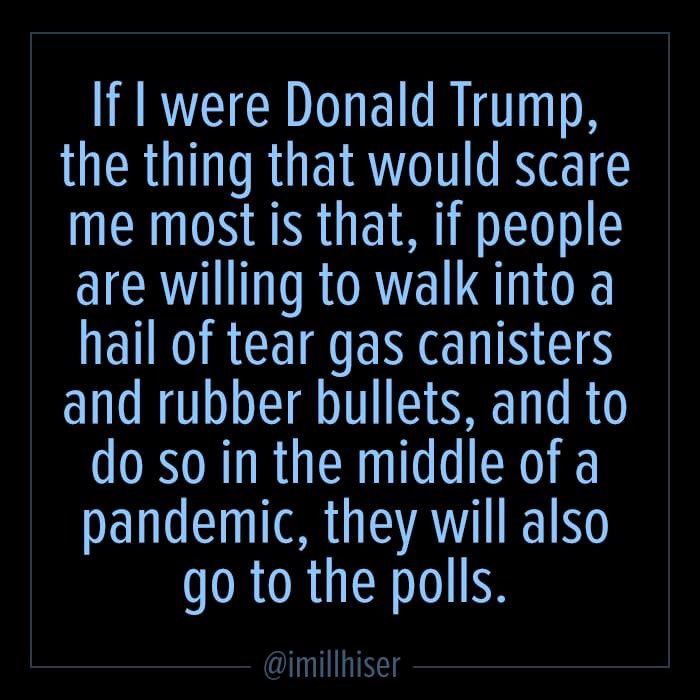 If I were Donald Trump,
the thing that would scare
me most is that, if people
are willing to walk into a
hail of tear gas canisters
and rubber bullets, and to
do so in the middle of a
pandemic, they will also
go to the polls.
@imillhiser